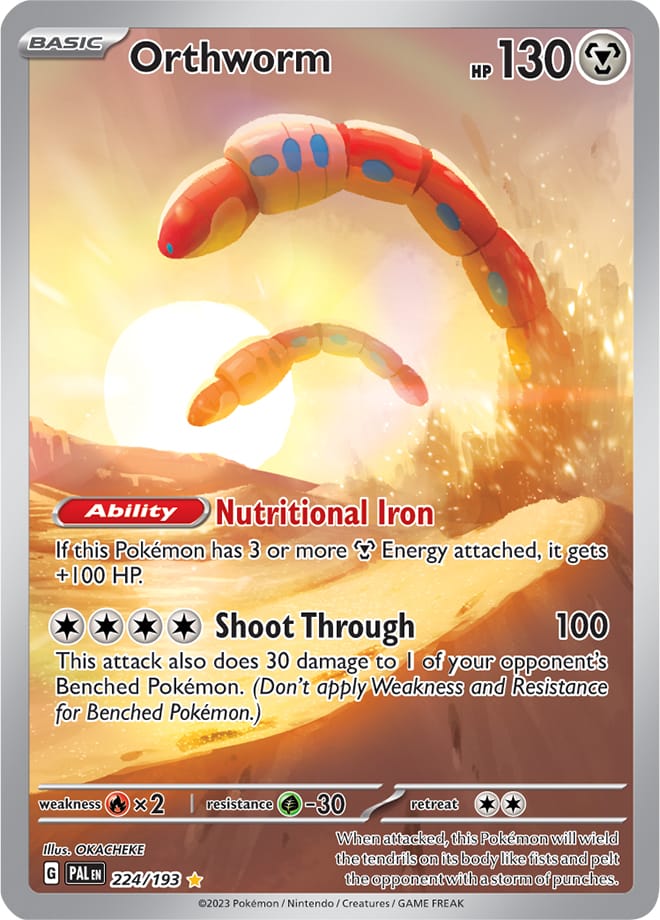 BASIC
Orthworm
HP 130
Ability Nutritional Iron
If this Pokémon has 3 or more Energy attached, it gets
+100 HP.
Shoot Through 100
This attack also does 30 damage to 1 of your opponent's
Benched Pokémon. (Don't apply Weakness and Resistance
for Benched Pokémon.)
weakness ×2 resistance -30 retreat
Illus. OKACHEKE
G PAL EN 224/193
When attacked, this Pokémon will wield
the tendrils on its body like fists and pelt
the opponent with a storm of punches.
©2023 Pokémon / Nintendo / Creatures / GAME FREAK